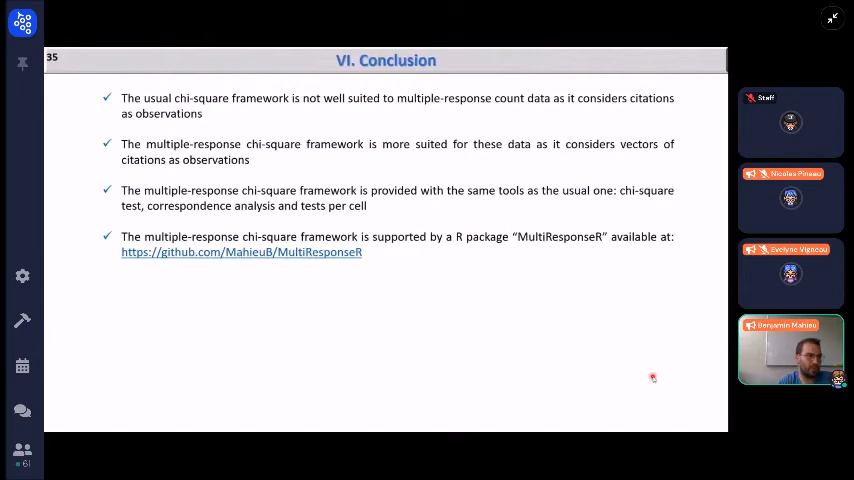 35
VI. Conclusion
✓ The usual chi-square framework is not well suited to multiple-response count data as it considers citations
as observations
✓ The multiple-response chi-square framework is more suited for these data as it considers vectors of
citations as observations
✓ The multiple-response chi-square framework is provided with the same tools as the usual one: chi-square
test, correspondence analysis and tests per cell
✓ The multiple-response chi-square framework is supported by a R package “MultiResponseR” available at:
https://github.com/MahieuB/MultiResponseR
Staff
Nicolas Pineau
Evelyne Vigneau
Benjamin Mahieu
61